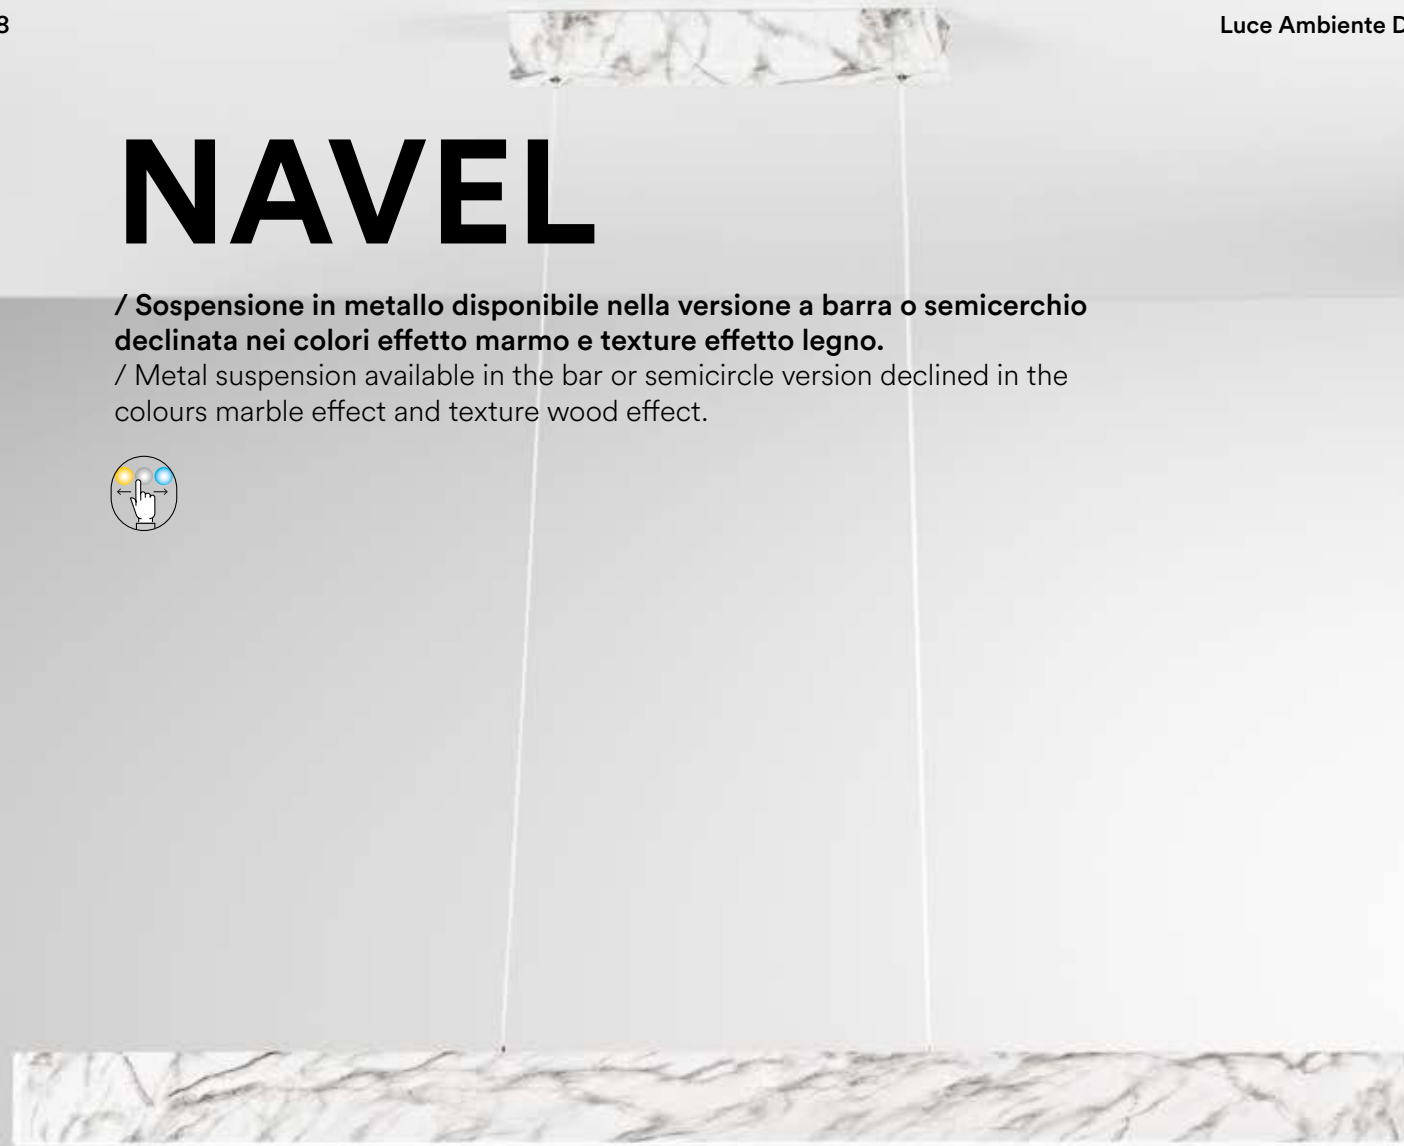 8
Luce Ambiente D
NAVEL
/ Sospensione in metallo disponibile nella versione a barra o semicerchio
declinata nei colori effetto marmo e texture effetto legno.
/ Metal suspension available in the bar or semicircle version declined in the
colours marble effect and texture wood effect.